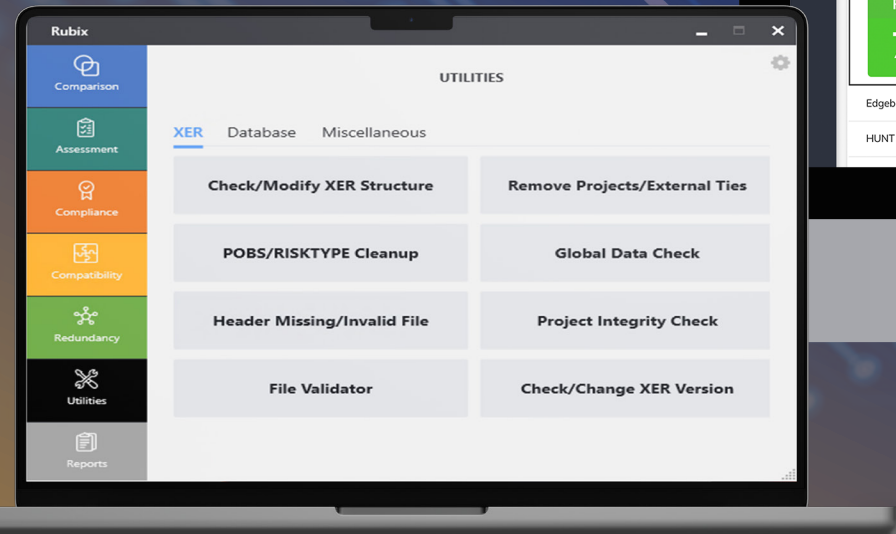 Rubix
Comparison
Assessment
Compliance
Compatibility
Redundancy
Utilities
Reports
UTILITIES
XER Database Miscellaneous
Check/Modify XER Structure Remove Projects/External Ties
POBS/RISKTYPE Cleanup Global Data Check
Header Missing/Invalid File Project Integrity Check
File Validator Check/Change XER Version
HUNT